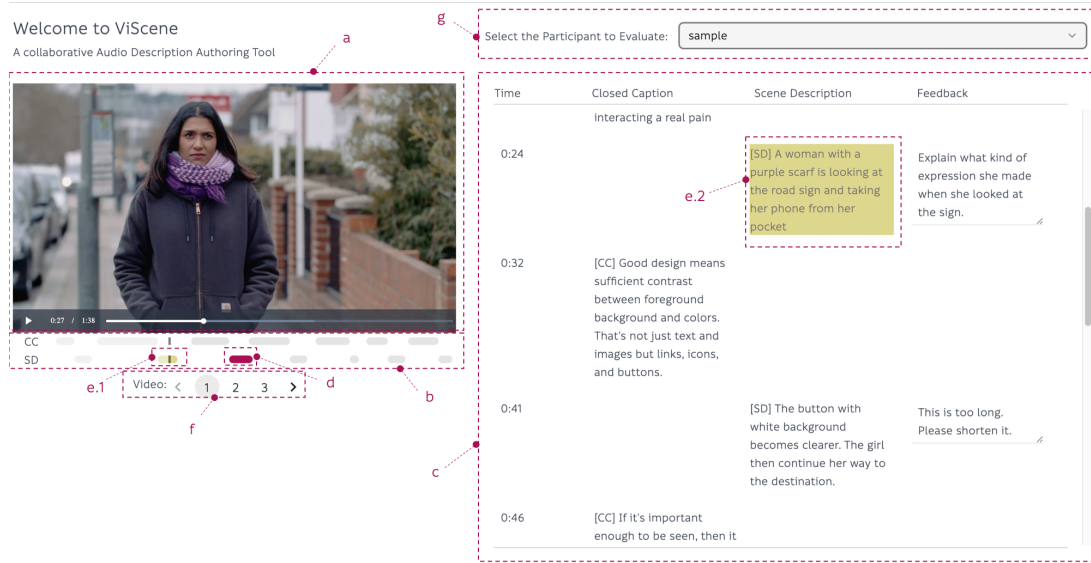 Welcome to ViScene
A collaborative Audio Description Authoring Tool
a
0:27 / 1:38
CC
SD
e.1
d
b
Video: < 1 2 3 >
f
g
Select the Participant to Evaluate: sample
Time Closed Caption Scene Description Feedback
interacting a real pain
0:24
[SD] A woman with a
purple scarf is looking at
the road sign and taking
her phone from her
pocket
Explain what kind of
expression she made
when she looked at
the sign.
e.2
0:32
[CC] Good design means
sufficient contrast
between foreground
background and colors.
That's not just text and
images but links, icons,
and buttons.
0:41
[SD] The button with
white background
becomes clearer. The girl
then continue her way to
the destination.
This is too long.
Please shorten it.
c
0:46
[CC] If it's important
enough to be seen, then it